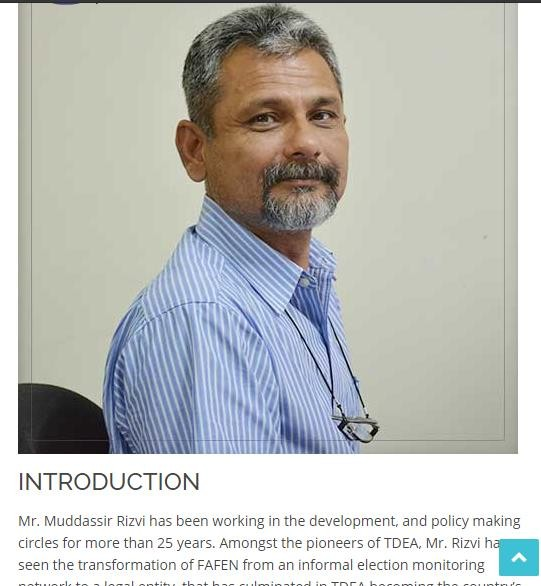 INTRODUCTION
Mr. Muddassir Rizvi has been working in the development, and policy making
circles for more than 25 years. Amongst the pioneers of TDEA, Mr. Rizvi
seen the transformation of FAFEN from an informal election monitoring
network to a legal entity, that has culminated in TDEA becoming the country's